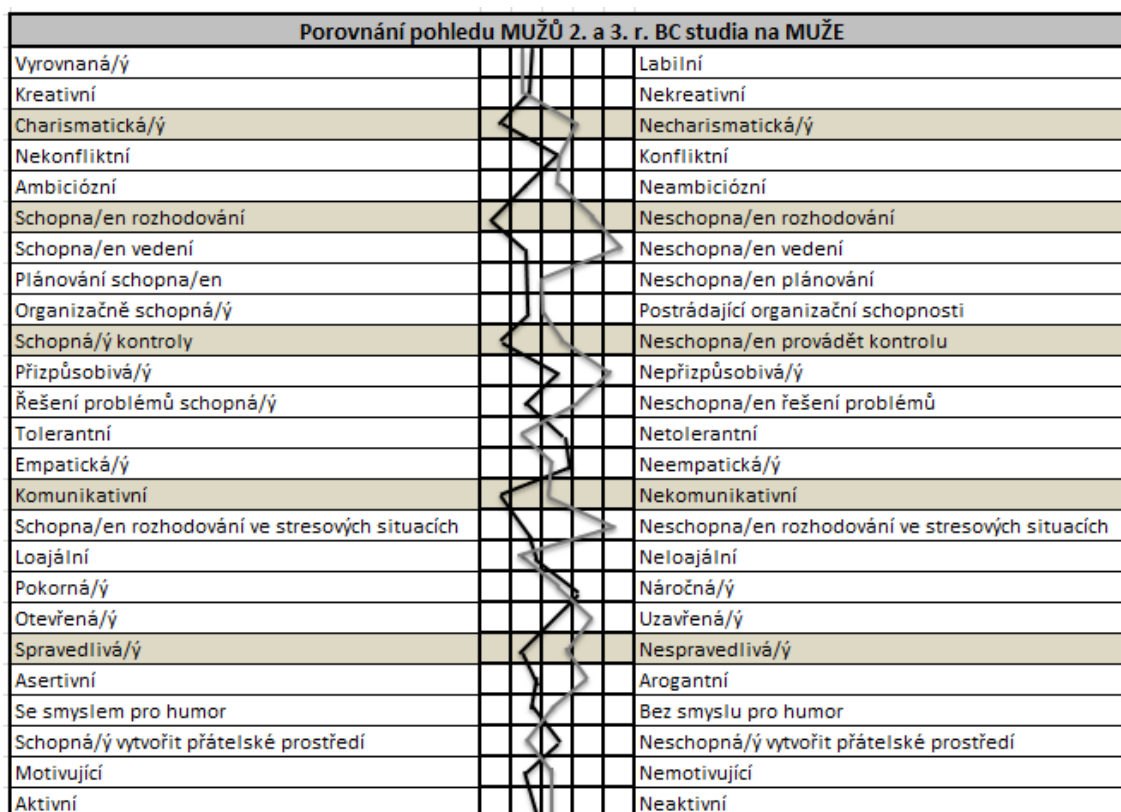 Porovnání pohledu MUŽŮ 2. a 3. r. BC studia na MUŽE
Vyrovnaná/ý Labilní
Kreativní Nekreativní
Charismatická/ý Necharismatická/ý
Nekonfliktní Konfliktní
Ambiciózní Neambiciózní
Schopna/en rozhodování Neschopna/en rozhodování
Schopna/en vedení Neschopna/en vedení
Plánování schopna/en Neschopna/en plánování
Organizačně schopná/ý Postrádající organizační schopnosti
Schopná/ý kontroly Neschopna/en provádět kontrolu
Přizpůsobivá/ý Nepřizpůsobivá/ý
Řešení problémů schopná/ý Neschopna/en řešení problémů
Tolerantní Netolerantní
Empatická/ý Neempatická/ý
Komunikativní Nekomunikativní
Schopna/en rozhodování ve stresových situacích Neschopna/en rozhodování ve stresových situacích
Loajální Neloajální
Pokorná/ý Náročná/ý
Otevřená/ý Uzavřená/ý
Spravedlivá/ý Nespravedlivá/ý
Asertivní Arogantní
Se smyslem pro humor Bez smyslu pro humor
Schopná/ý vytvořit přátelské prostředí Neschopná/ý vytvořit přátelské prostředí
Motivující Nemotivující
Aktivní Neaktivní